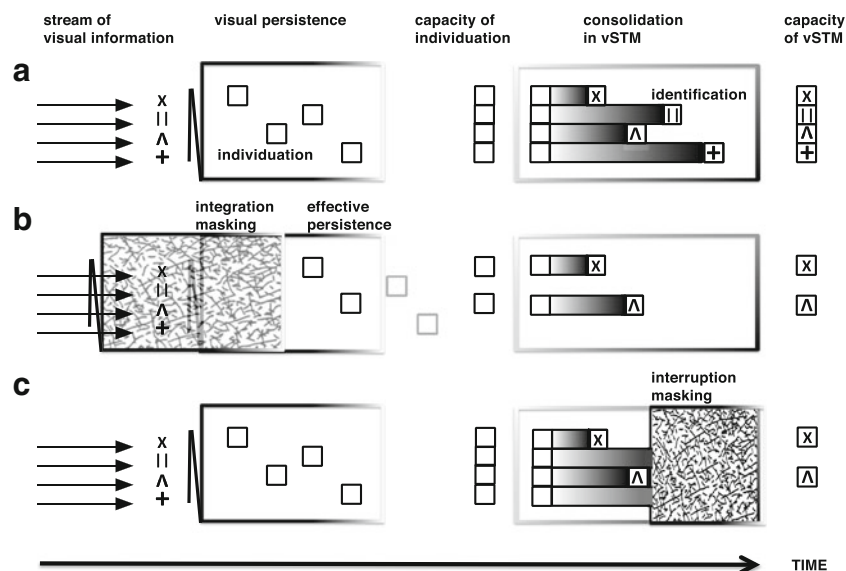 stream of
visual information
visual persistence
capacity of
individuation
consolidation
in vSTM
capacity
of vSTM
a
X
| |
Λ
+
individuation
X
identification
| |
Λ
+
X
| |
Λ
+
b
integration
masking
effective
persistence
X
| |
Λ
+
X
Λ
X
Λ
c
interruption
masking
X
| |
Λ
+
X
Λ
X
Λ
TIME